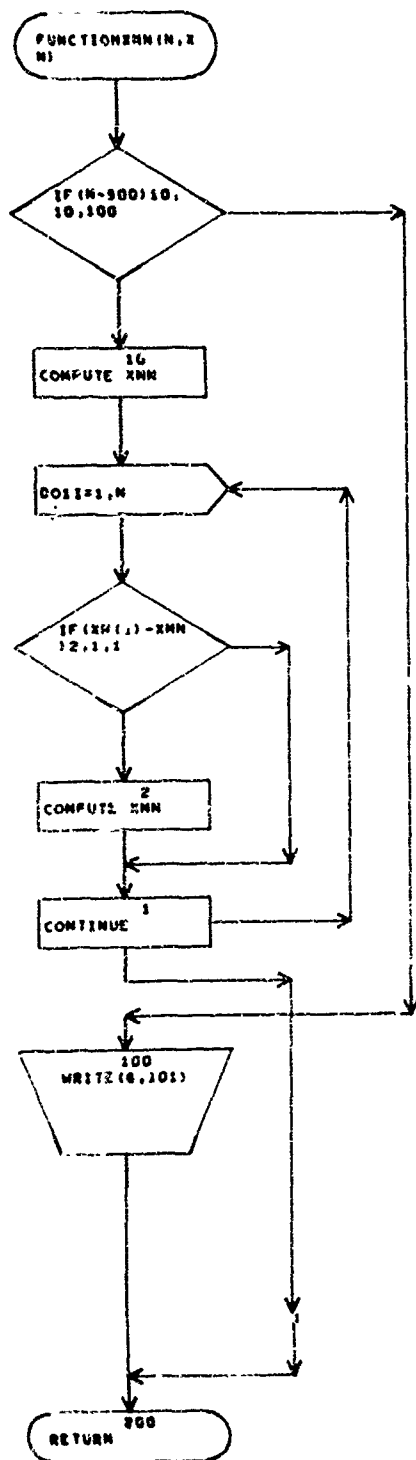 FUNCTIONXMN(N,X
N)
IF(N-900)10,
10,100
10
COMPUTE XMN
DO1I=1,N
IF(XN(I)-XMN
)2,1,1
2
COMPUTE XMN
1
CONTINUE
100
WRITE(6,101)
200
RETURN